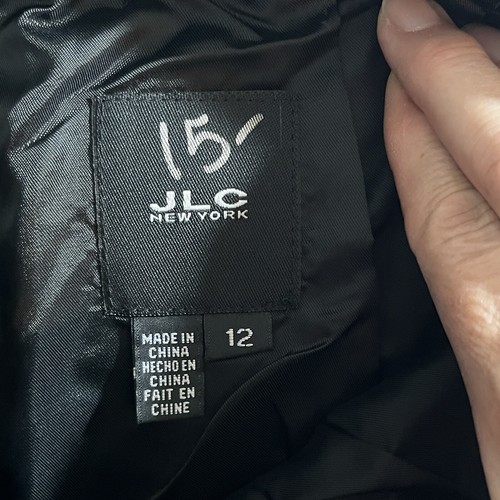 15/
JLC
NEW YORK
MADE IN
CHINA
HECHO EN
CHINA
FAIT EN
CHINE
12